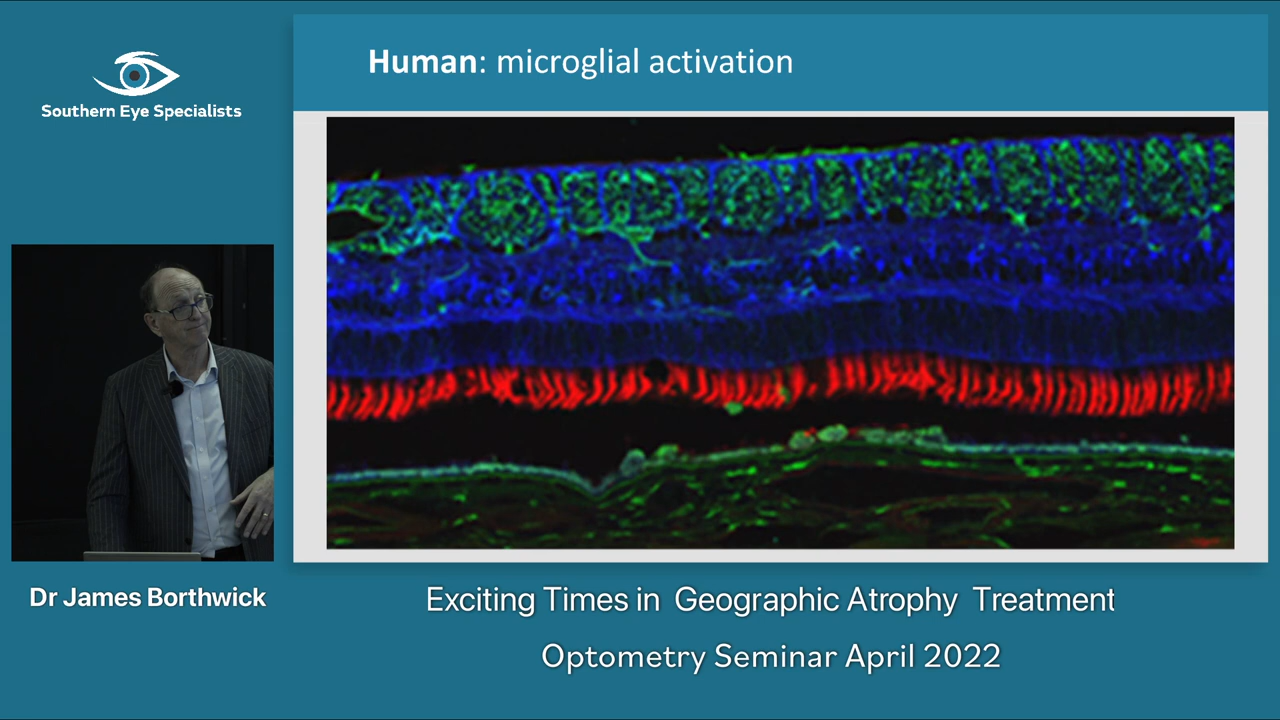 Southern Eye Specialists
Human: microglial activation
Dr James Borthwick
Exciting Times in Geographic Atrophy Treatment
Optometry Seminar April 2022